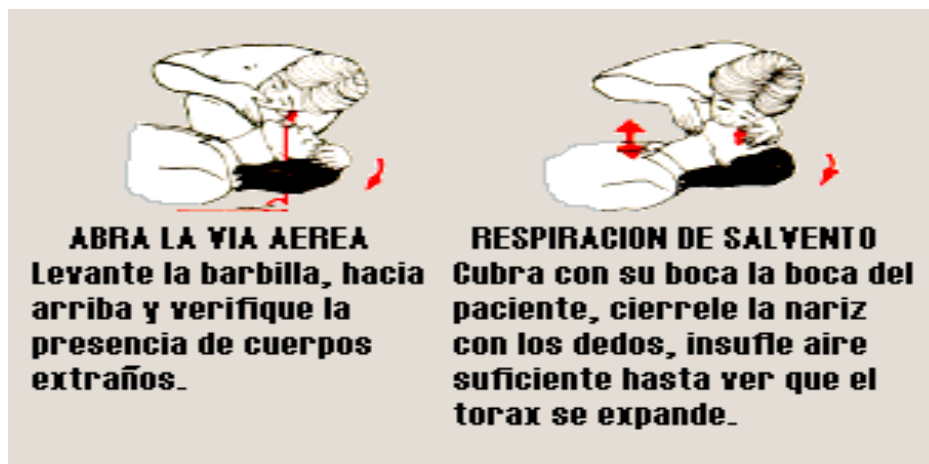 ABRA LA VIA AEREA
Levante la barbilla, hacia
arriba y verifique la
presencia de cuerpos
extraños.
RESPIRACION DE SALVENTO
Cubra con su boca la boca del
paciente, cierrele la nariz
con los dedos, insufle aire
suficiente hasta ver que el
torax se expande.